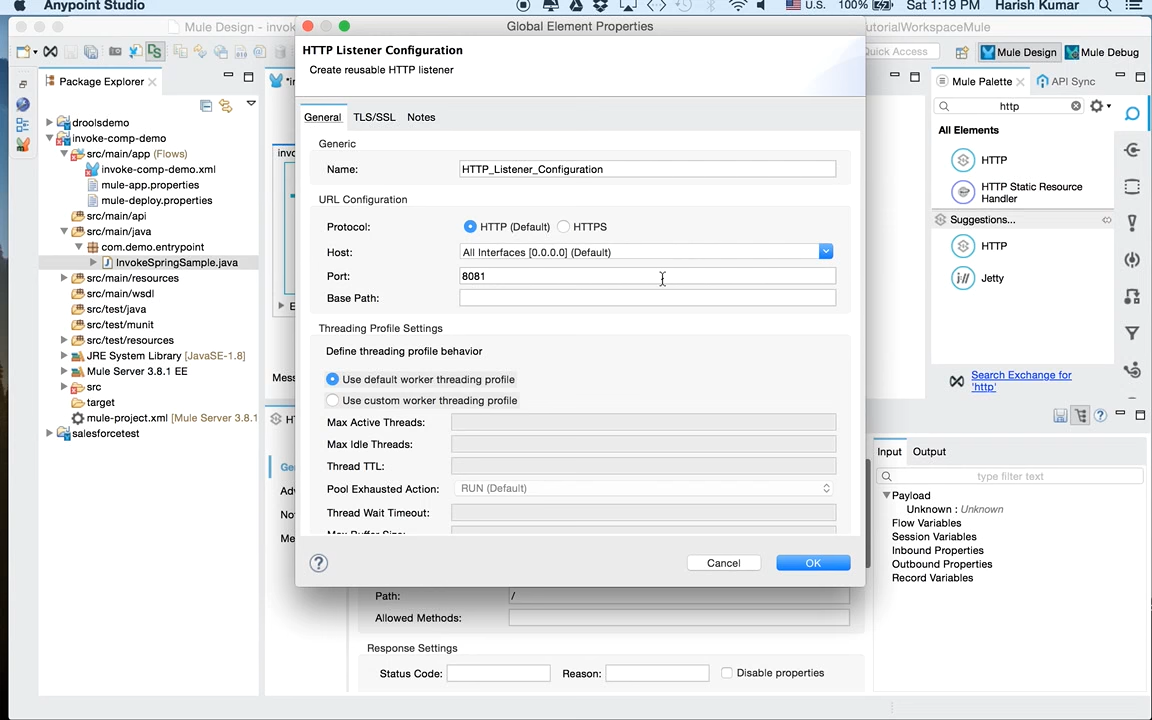 Anypoint Studio
U.S.
100%
Sat 1:19 PM
Harish Kumar
Mule Design - invok
Global Element Properties
utorialWorkspaceMule
Quick Access
Mule Design
Mule Debug
Package Explorer
droolsdemo
invoke-comp-demo
src/main/app (Flows)
invoke-comp-demo.xml
mule-app.properties
mule-deploy.properties
src/main/api
src/main/java
com.demo.entrypoint
InvokeSpringSample.java
src/main/resources
src/main/wsdl
src/test/java
src/test/munit
src/test/resources
JRE System Library [JavaSE-1.8]
Mule Server 3.8.1 EE
src
target
mule-project.xml [Mule Server 3.8.1
salesforcetest
HTTP Listener Configuration
Create reusable HTTP listener
General
TLS/SSL
Notes
Generic
Name:
HTTP_Listener_Configuration
URL Configuration
Protocol:
HTTP (Default)
HTTPS
Host:
All Interfaces [0.0.0.0] (Default)
Port:
8081
Base Path:
Threading Profile Settings
Define threading profile behavior
Use default worker threading profile
Use custom worker threading profile
Max Active Threads:
Max Idle Threads:
Thread TTL:
Pool Exhausted Action:
RUN (Default)
Thread Wait Timeout:
Max Buffer Size:
Cancel
OK
Path:
/
Allowed Methods:
Response Settings
Status Code:
Reason:
Disable properties
Mule Palette
API Sync
http
All Elements
HTTP
HTTP Static Resource
Handler
Suggestions...
HTTP
Jetty
Search Exchange for
'http'
Input
Output
type filter text
Payload
Unknown : Unknown
Flow Variables
Session Variables
Inbound Properties
Outbound Properties
Record Variables